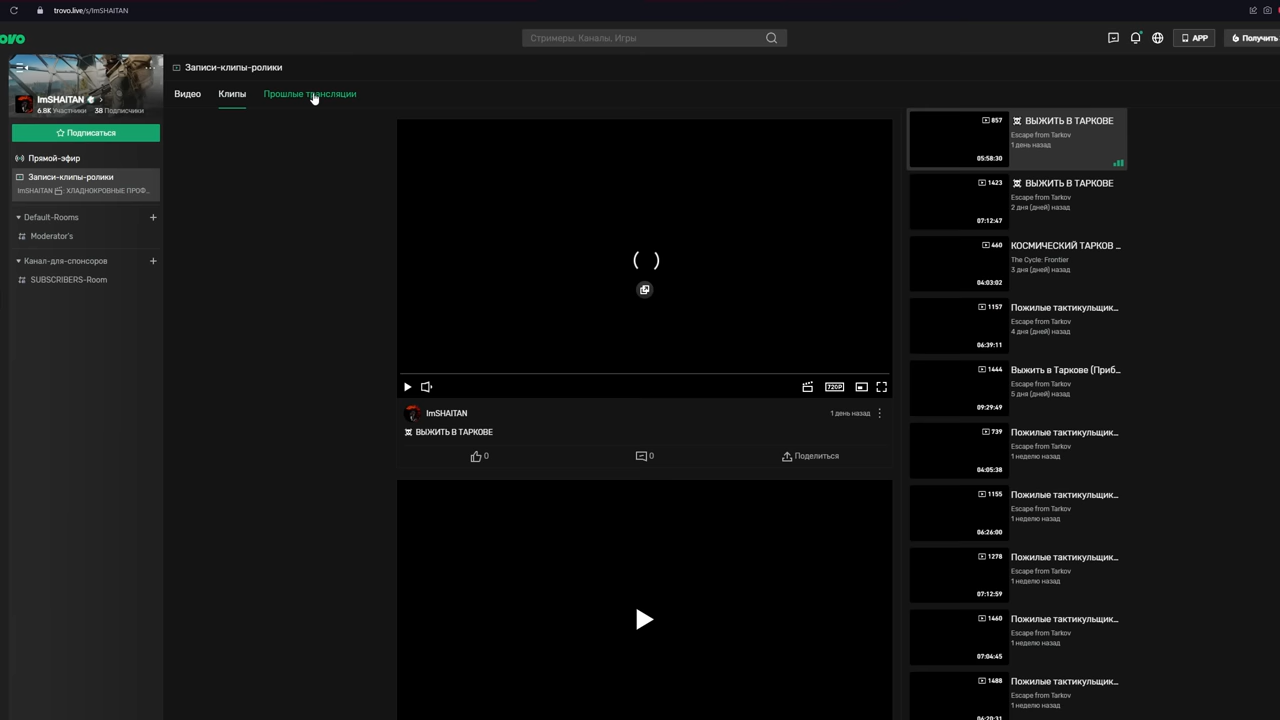 trovo.live/s/ImSHAITAN
ovo
Стримеры, Каналы, Игры
APP
Получить
ImSHAITAN
6.8K Участники 38 Подписчики
Подписаться
Прямой-эфир
Записи-клипы-ролики
ImSHAITAN ХЛАДНОКРОВНЫЕ ПРОФ...
Default-Rooms
Moderator's
Канал-для-спонсоров
SUBSCRIBERS-Room
Записи-клипы-ролики
Видео Клипы Прошлые трансляции
720P
ImSHAITAN
1 день назад
ВЫЖИТЬ В ТАРКОВЕ
0
0
Поделиться
857
05:58:30
ВЫЖИТЬ В ТАРКОВЕ
Escape from Tarkov
1 день назад
1423
07:12:47
ВЫЖИТЬ В ТАРКОВЕ
Escape from Tarkov
2 дня (дней) назад
460
04:03:02
КОСМИЧЕСКИЙ ТАРКОВ ...
The Cycle: Frontier
3 дня (дней) назад
1157
06:39:11
Пожилые тактикульщик...
Escape from Tarkov
4 дня (дней) назад
1444
09:29:49
Выжить в Таркове (Приб...
Escape from Tarkov
5 дня (дней) назад
739
04:05:38
Пожилые тактикульщик...
Escape from Tarkov
1 неделю назад
1155
06:26:00
Пожилые тактикульщик...
Escape from Tarkov
1 неделю назад
1278
07:12:59
Пожилые тактикульщик...
Escape from Tarkov
1 неделю назад
1460
07:04:45
Пожилые тактикульщик...
Escape from Tarkov
1 неделю назад
1488
06:20:31
Пожилые тактикульщик...
Escape from Tarkov
1 неделю назад